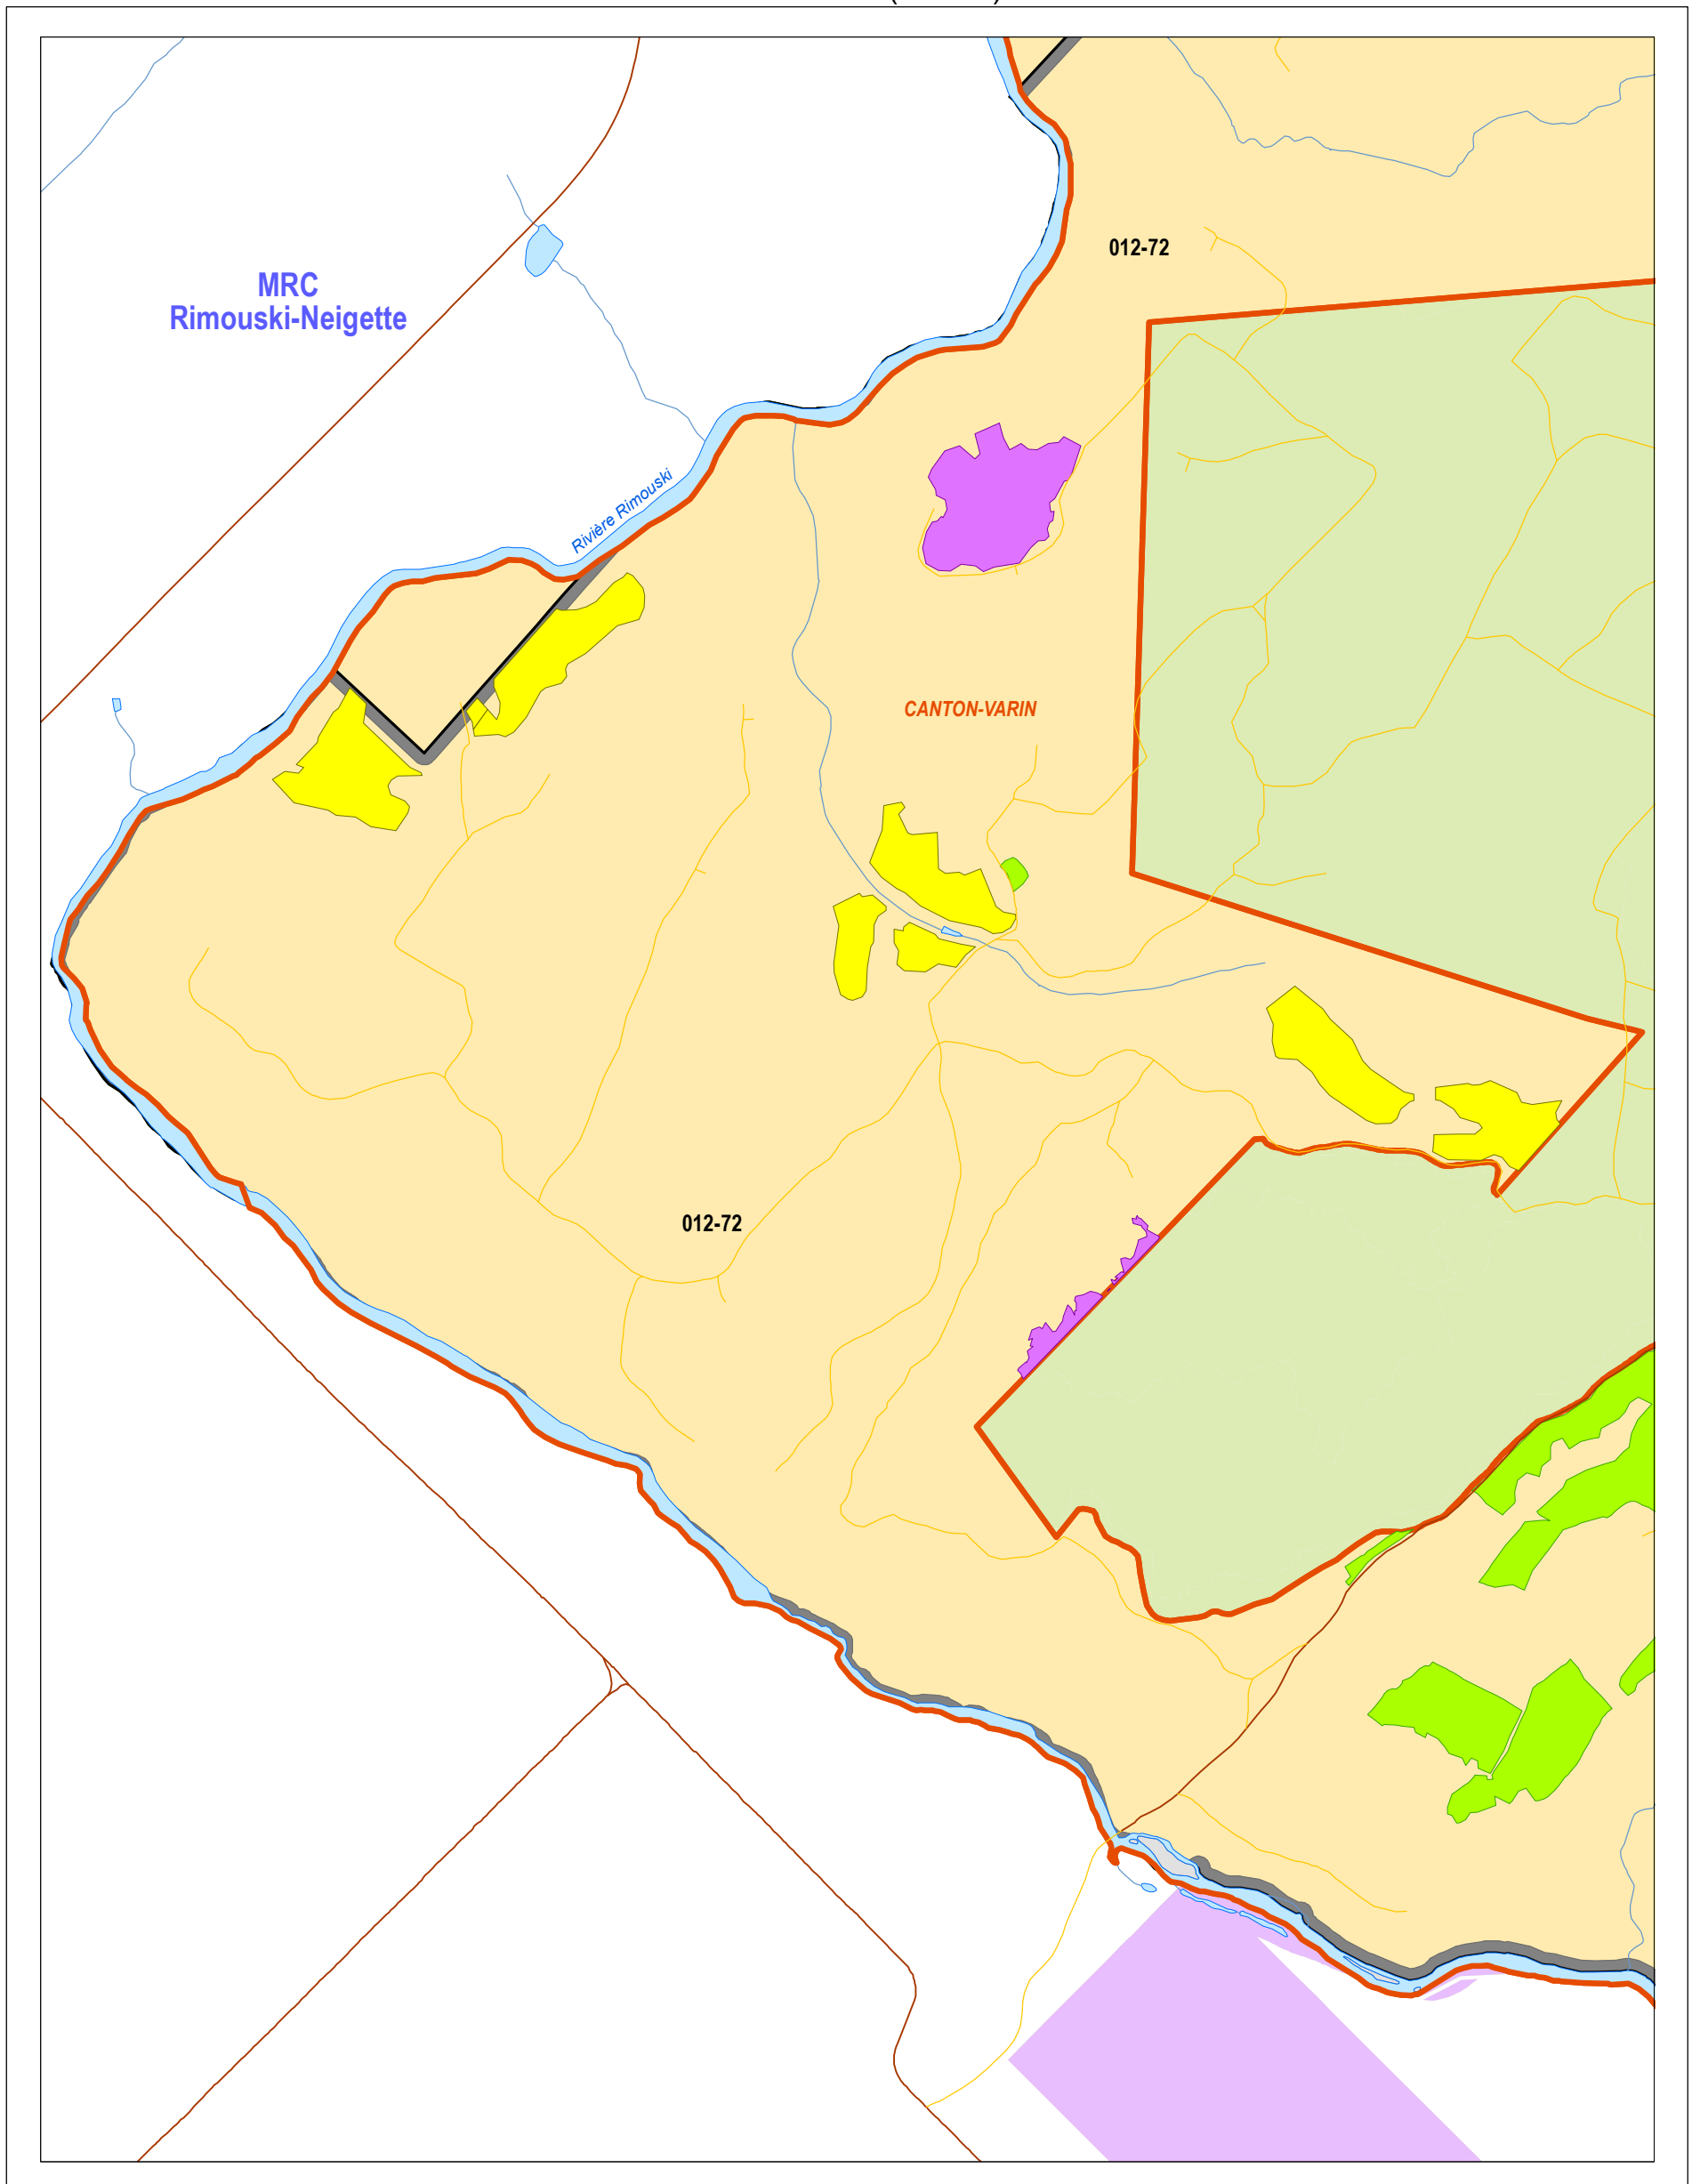 012-72
MRC
Rimouski-Neigette
Rivière Rimouski
CANTON-VARIN
012-72